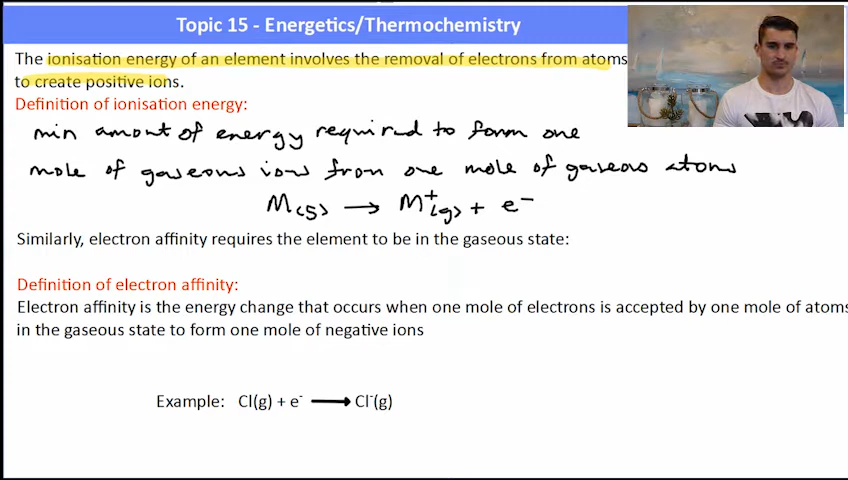 Topic 15 - Energetics/Thermochemistry
The ionisation energy of an element involves the removal of electrons from atoms
to create positive ions.
Definition of ionisation energy:
min amount of energy required to form one
mole of gaseous ions from one mole of gaseous atoms
M(g) → M⁺(g) + e⁻
Similarly, electron affinity requires the element to be in the gaseous state:
Definition of electron affinity:
Electron affinity is the energy change that occurs when one mole of electrons is accepted by one mole of atoms
in the gaseous state to form one mole of negative ions
Example: Cl(g) + e⁻ → Cl⁻(g)